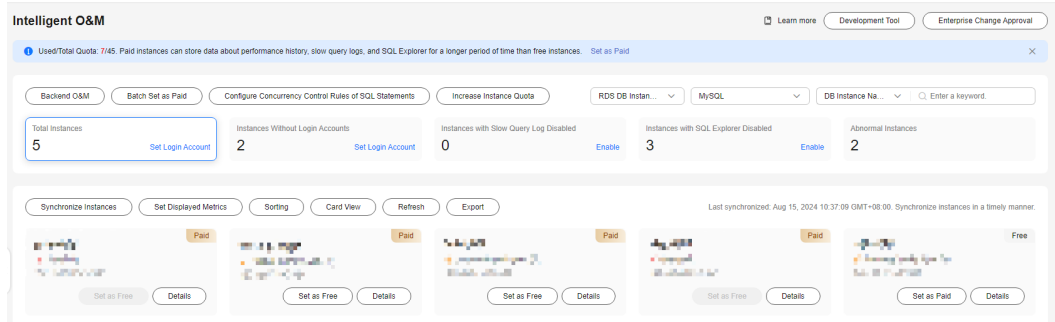 Intelligent O&M
Learn more Development Tool Enterprise Change Approval
Used/Total Quota: 7/45. Paid instances can store data about performance history, slow query logs, and SQL Explorer for a longer period of time than free instances. Set as Paid
Backend O&M Batch Set as Paid Configure Concurrency Control Rules of SQL Statements Increase Instance Quota RDS DB Instan... MySQL DB Instance Na... Enter a keyword.
Total Instances Instances Without Login Accounts Instances with Slow Query Log Disabled Instances with SQL Explorer Disabled Abnormal Instances
5 Set Login Account 2 Set Login Account 0 Enable 3 Enable 2
Synchronize Instances Set Displayed Metrics Sorting Card View Refresh Export Last synchronized: Aug 15, 2024 10:37:09 GMT+08:00. Synchronize instances in a timely manner.
Paid Paid Paid Paid Free
Set as Free Details Set as Free Details Set as Free Details Set as Free Details Set as Paid Details